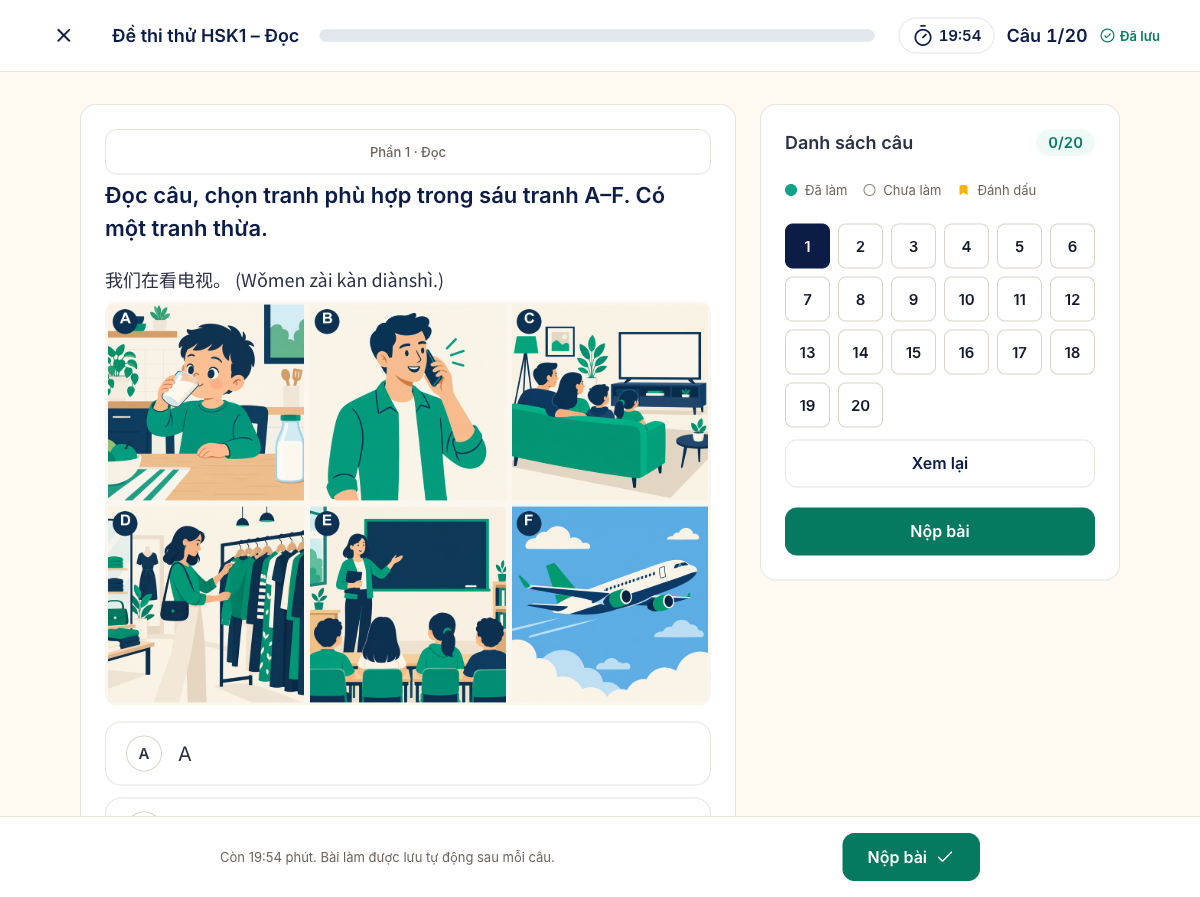 Đề thi thử HSK1 – Đọc
19:54
Câu 1/20
Đã lưu
Phần 1 · Đọc
Đọc câu, chọn tranh phù hợp trong sáu tranh A–F. Có
một tranh thừa.
我们在看电视。 (Wǒmen zài kàn diànshì.)
A
B
C
D
E
F
A
A
Danh sách câu
0/20
Đã làm
Chưa làm
Đánh dấu
1
2
3
4
5
6
7
8
9
10
11
12
13
14
15
16
17
18
19
20
Xem lại
Nộp bài
Còn 19:54 phút. Bài làm được lưu tự động sau mỗi câu.
Nộp bài